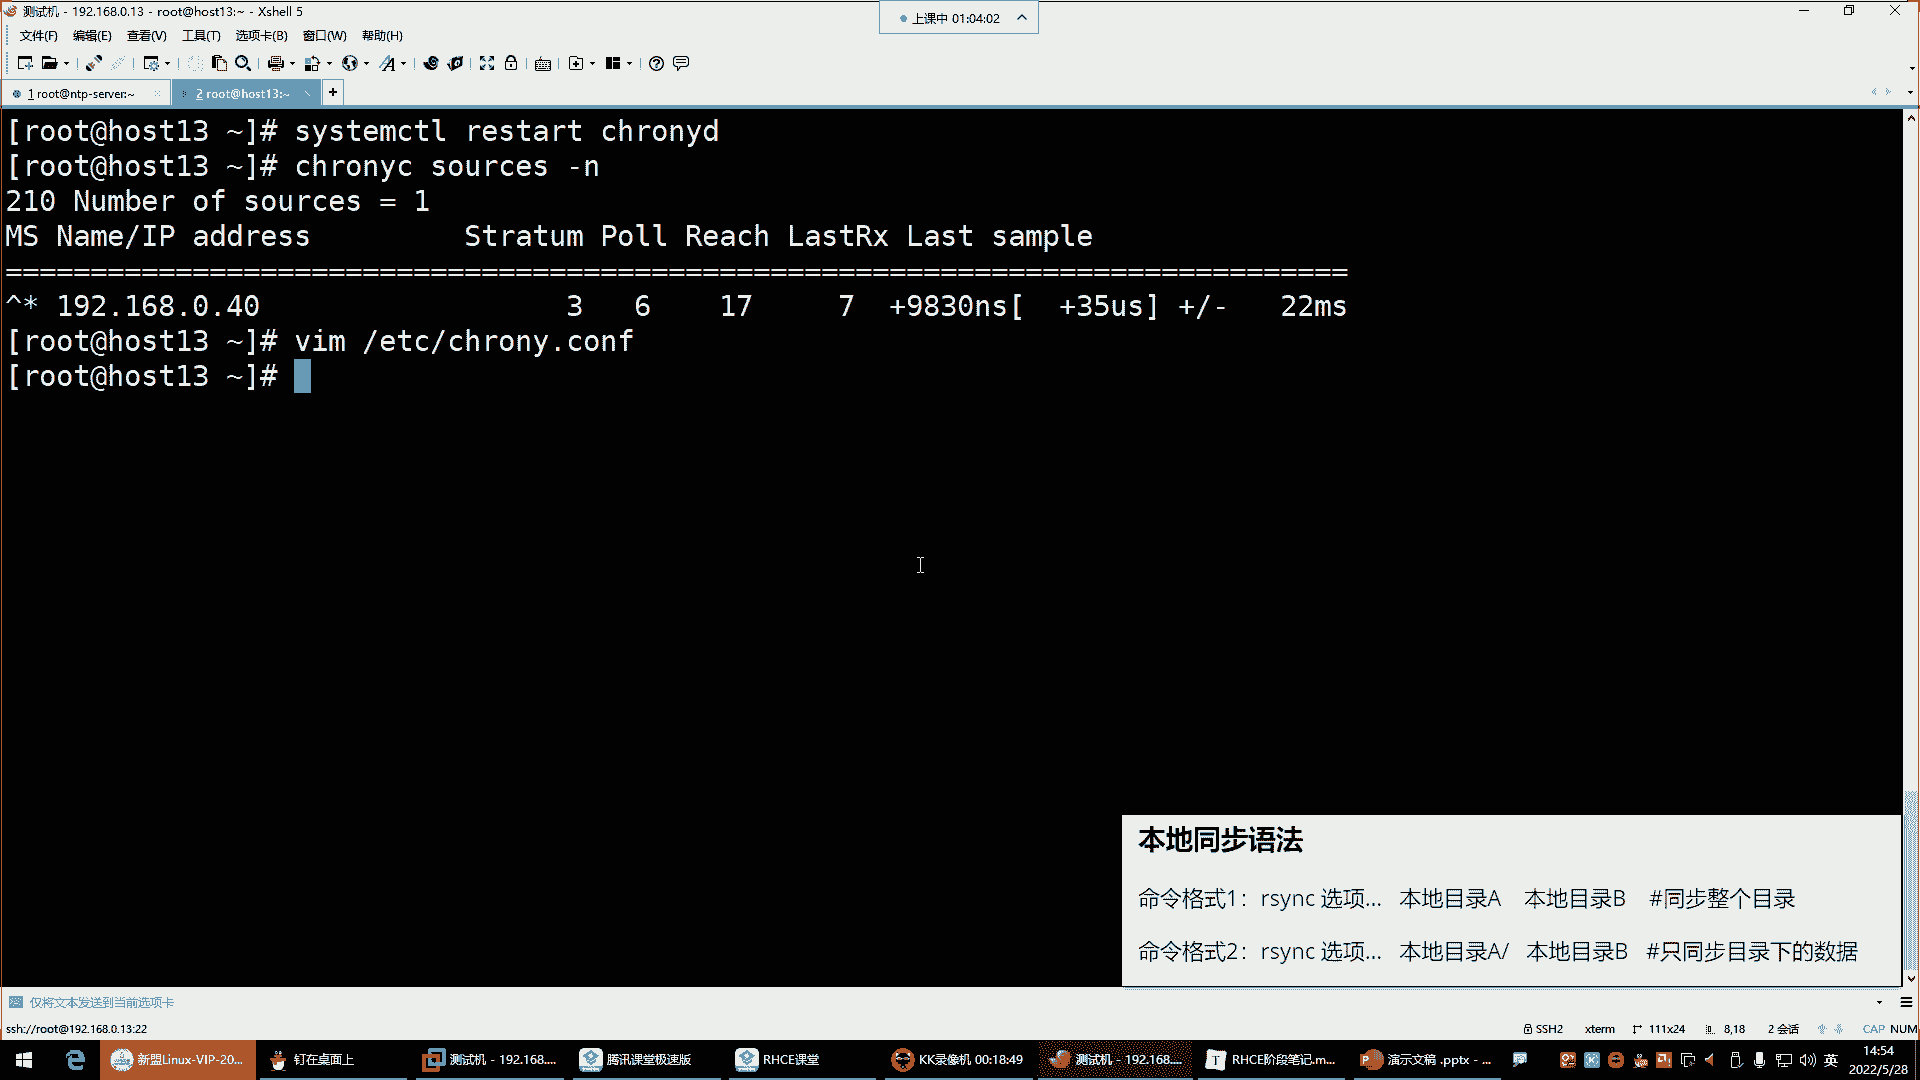 测试机 - 192.168.0.13 - root@host13:~ - Xshell 5
上课中 01:04:02
文件(F) 编辑(E) 查看(V) 工具(T) 选项卡(B) 窗口(W) 帮助(H)
1 root@ntp-server:~ 2 root@host13:~ +
[root@host13 ~]# systemctl restart chronyd
[root@host13 ~]# chronyc sources -n
210 Number of sources = 1
MS Name/IP address         Stratum Poll Reach LastRx Last sample
===============================================================================
^* 192.168.0.40                  3   6    17     7  +9830ns[  +35us] +/-   22ms
[root@host13 ~]# vim /etc/chrony.conf
[root@host13 ~]#
本地同步语法
命令格式1：rsync 选项... 本地目录A 本地目录B #同步整个目录
命令格式2：rsync 选项... 本地目录A/ 本地目录B #只同步目录下的数据
仅将文本发送到当前选项卡
ssh://root@192.168.0.13:22 SSH2 xterm 111x24 8,18 2 会话 CAP NUM
新盟Linux-VIP-20... 钉在桌面上 测试机 - 192.168.... 腾讯课堂极速版 RHCE课堂 KK录像机 00:18:49 测试机 - 192.168.... RHCE阶段笔记.m... 演示文稿 .pptx - ... 英 14:54
2022/5/28